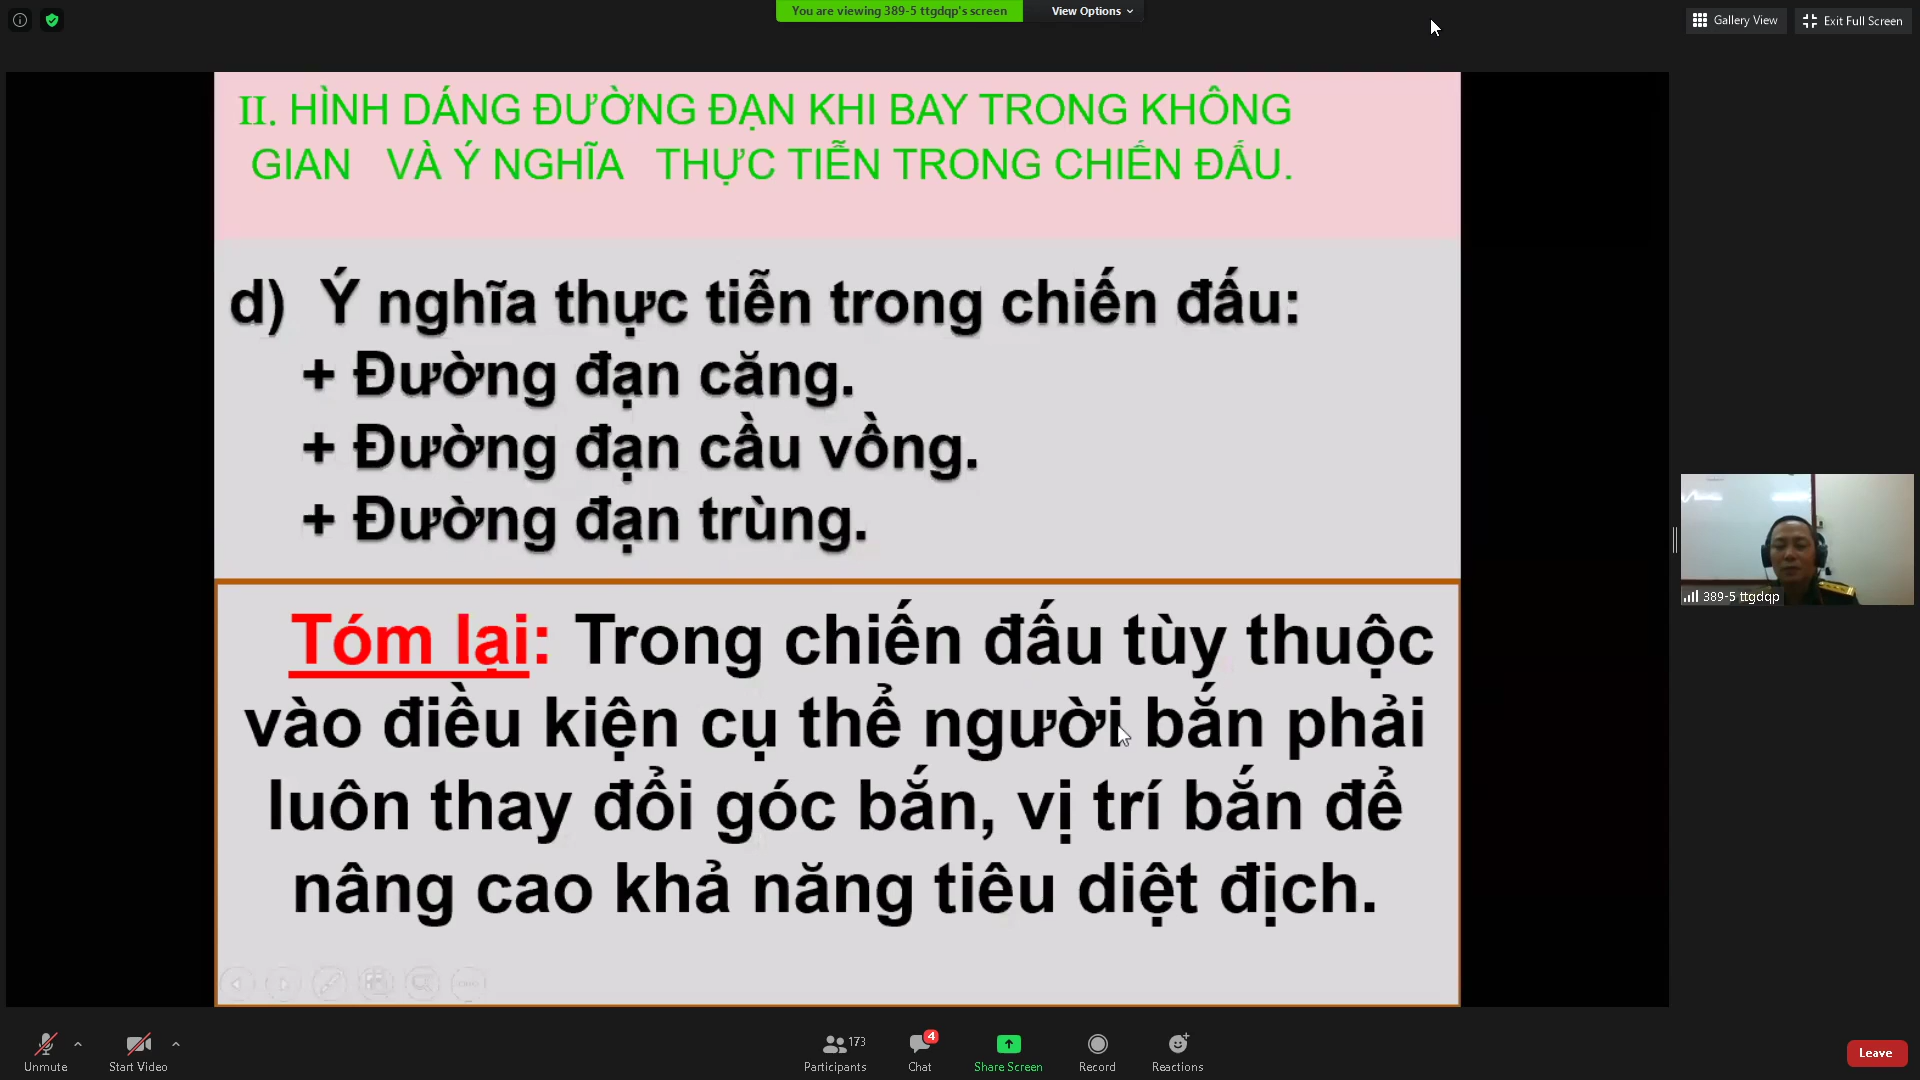 You are viewing 389-5 ttgdqp's screen
View Options
Gallery View
Exit Full Screen
II. HÌNH DÁNG ĐƯỜNG ĐẠN KHI BAY TRONG KHÔNG
GIAN VÀ Ý NGHĨA THỰC TIỄN TRONG CHIẾN ĐẤU.
d) Ý nghĩa thực tiễn trong chiến đấu:
+ Đường đạn căng.
+ Đường đạn cầu vồng.
+ Đường đạn trùng.
Tóm lại: Trong chiến đấu tùy thuộc
vào điều kiện cụ thể người bắn phải
luôn thay đổi góc bắn, vị trí bắn để
nâng cao khả năng tiêu diệt địch.
389-5 ttgdqp
Unmute
Start Video
173
Participants
4
Chat
Share Screen
Record
Reactions
Leave